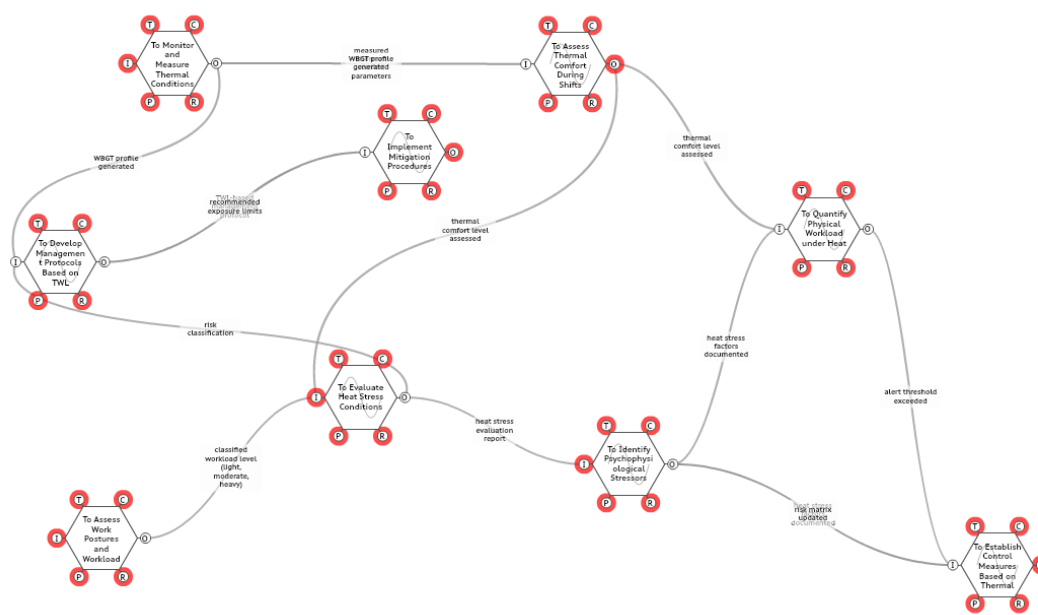 T C
To Monitor
and
Measure
Thermal
Conditions
I O
P R
measured
WBGT profile
generated
parameters
T C
To Assess
Thermal
Comfort
During
Shifts
I O
P R
T C
To
Implement
Mitigation
Procedures
I O
P R
thermal
comfort level
assessed
WBGT profile
generated
recommended
exposure limits
T C
To Quantify
Physical
Workload
under Heat
I O
P R
T C
To Develop
Managemen
t Protocols
Based on
TWL
I O
P R
thermal
comfort level
assessed
risk
classification
heat stress
factors
documented
T C
To Evaluate
Heat Stress
Conditions
I O
P R
alert threshold
exceeded
heat stress
evaluation
report
classified
workload level
(light,
moderate,
heavy)
T C
To Identify
Psychophysi
ological
Stressors
I O
P R
T C
To Assess
Work
Postures
and
Workload
I O
P R
heat stress
risk matrix
updated
documented
T C
To Establish
Control
Measures
Based on
Thermal
I
P R